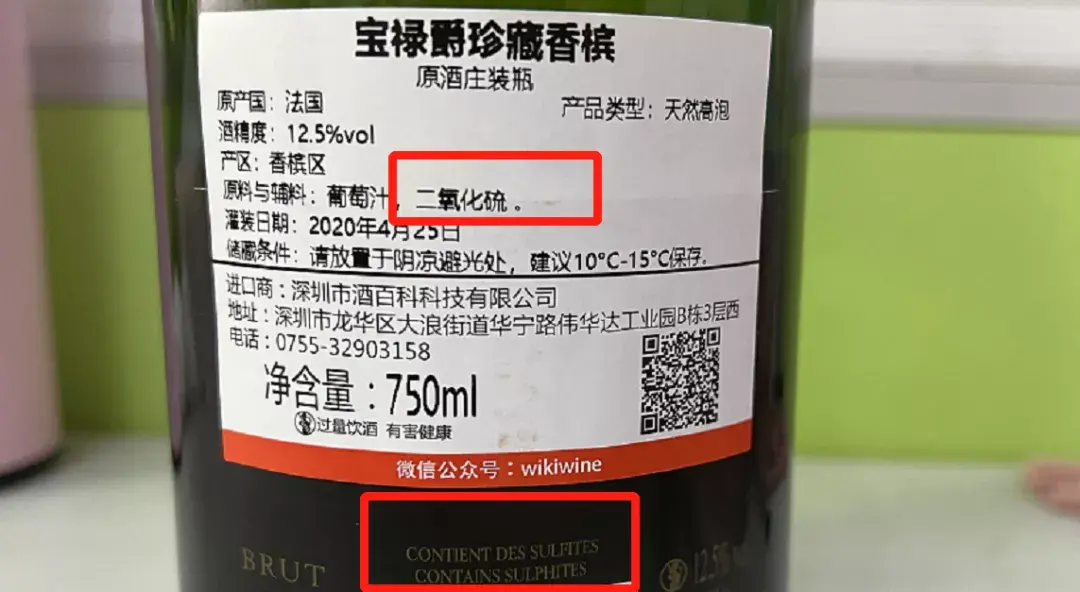 宝禄爵珍藏香槟
原酒庄装瓶
原产国：法国
产品类型：天然高泡
酒精度：12.5%vol
产区：香槟区
原料与辅料：葡萄汁，二氧化硫。
灌装日期：2020年4月25日
储藏条件：请放置于阴凉避光处，建议10°C-15°C保存。
进口商：深圳市酒百科科技有限公司
地址：深圳市龙华区大浪街道华宁路伟华达工业园B栋3层西
电话：0755-32903158
净含量：750ml
过量饮酒 有害健康
微信公众号：wikiwine
CONTIENT DES SULFITES
BRUT
CONTAINS SULPHITES
12.5%